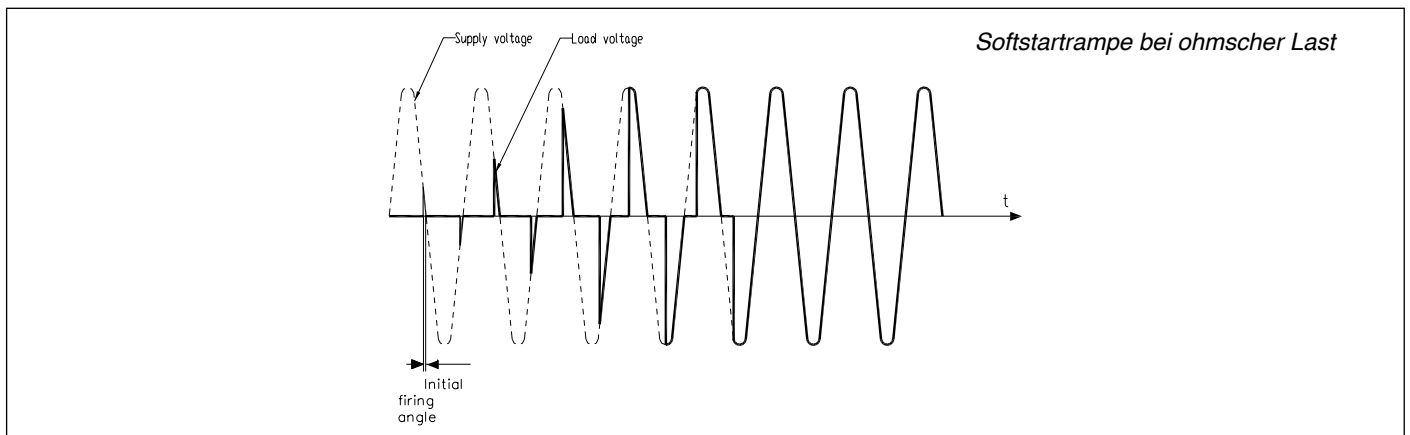 Supply voltage
Load voltage
Softstartrampe bei ohmscher Last
t
Initial
firing
angle